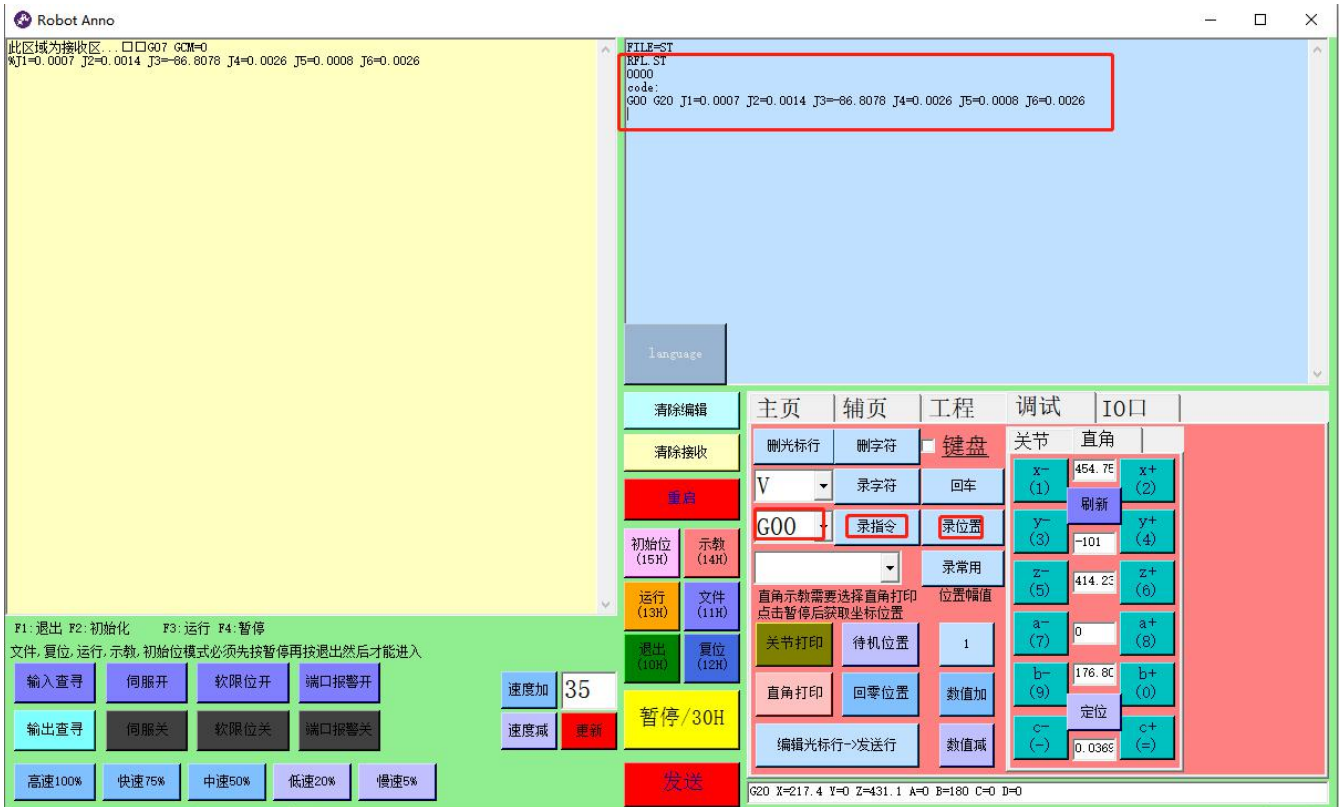 Robot Anno
此区域为接收区...□□G07 GCM=0
%J1=0.0007 J2=0.0014 J3=-86.8078 J4=0.0026 J5=0.0008 J6=0.0026
FILE=ST
RFL.ST
0000
code:
G00 G20 J1=0.0007 J2=0.0014 J3=-86.8078 J4=0.0026 J5=0.0008 J6=0.0026
language
清除编辑
清除接收
重启
初始位(15H)
示教(14H)
运行(13H)
文件(11H)
退出(10H)
复位(12H)
暂停/30H
发送
主页 辅页 工程 调试 IO口
删光标行 删字符 键盘
V 录字符 回车
G00 录指令 录位置
录常用
直角示教需要选择直角打印
点击暂停后获取坐标位置
位置幅值
关节打印 待机位置 1
直角打印 回零位置 数值加
编辑光标行->发送行 数值减
关节 直角
x-(1) 454.75 x+(2)
刷新
y-(3) -101 y+(4)
z-(5) 414.23 z+(6)
a-(7) 0 a+(8)
b-(9) 176.80 b+(0)
定位
c-(-) 0.0369 c+(=)
G20 X=217.4 Y=0 Z=431.1 A=0 B=180 C=0 D=0
F1:退出 F2:初始化 F3:运行 F4:暂停
文件,复位,运行,示教,初始位模式必须先按暂停再按退出然后才能进入
输入查寻 伺服开 软限位开 端口报警开
速度加 35
输出查寻 伺服关 软限位关 端口报警关
速度减 更新
高速100% 快速75% 中速50% 低速20% 慢速5%